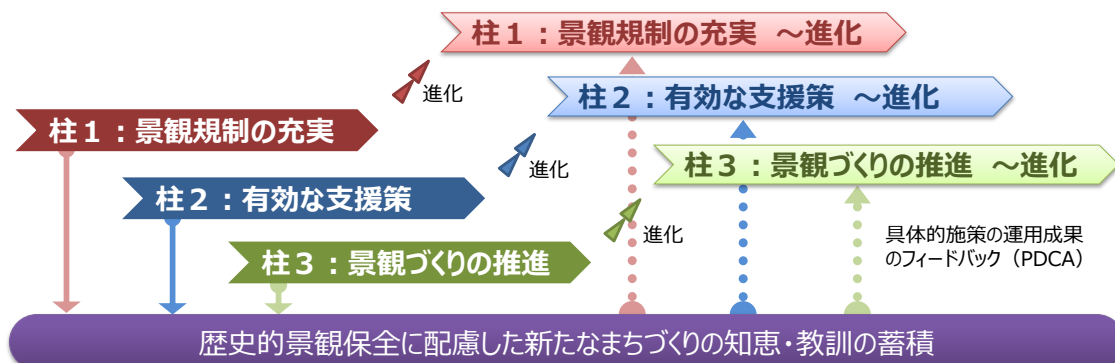 柱１：景観規制の充実 ～進化
進化
柱２：有効な支援策 ～進化
柱１：景観規制の充実
進化
柱３：景観づくりの推進 ～進化
柱２：有効な支援策
進化
具体的施策の運用成果
のフィードバック（PDCA）
柱３：景観づくりの推進
歴史的景観保全に配慮した新たなまちづくりの知恵・教訓の蓄積